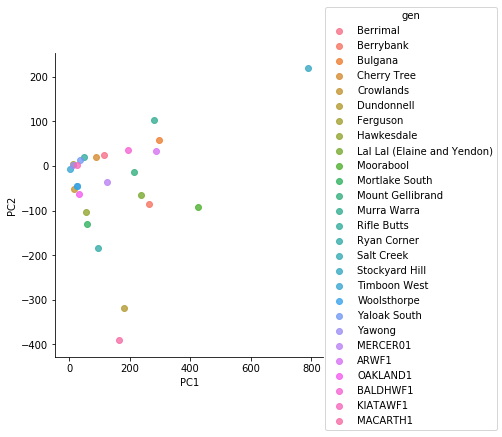 gen
Berrimal
Berrybank
Bulgana
Cherry Tree
Crowlands
Dundonnell
Ferguson
Hawkesdale
Lal Lal (Elaine and Yendon)
Moorabool
Mortlake South
Mount Gellibrand
Murra Warra
Rifle Butts
Ryan Corner
Salt Creek
Stockyard Hill
Timboon West
Woolsthorpe
Yaloak South
Yawong
MERCER01
ARWF1
OAKLAND1
BALDHWF1
KIATAWF1
MACARTH1
200
100
0
−100
−200
−300
−400
PC2
0 200 400 600 800
PC1